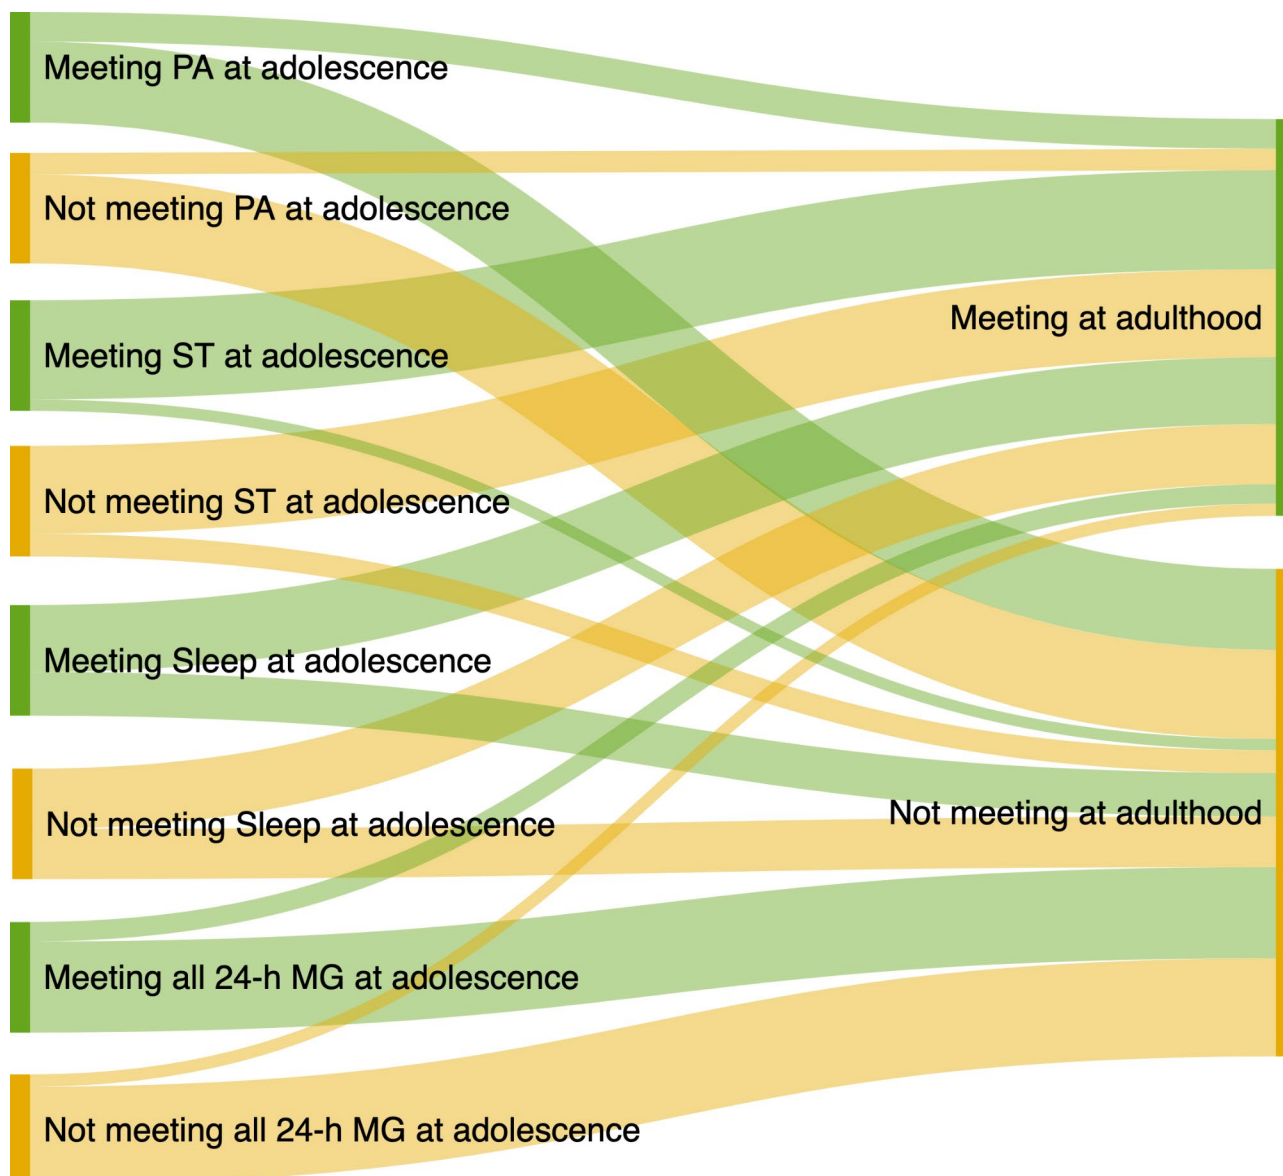 Meeting PA at adolescence
Not meeting PA at adolescence
Meeting ST at adolescence
Not meeting ST at adolescence
Meeting Sleep at adolescence
Not meeting Sleep at adolescence
Meeting all 24-h MG at adolescence
Not meeting all 24-h MG at adolescence
Meeting at adulthood
Not meeting at adulthood